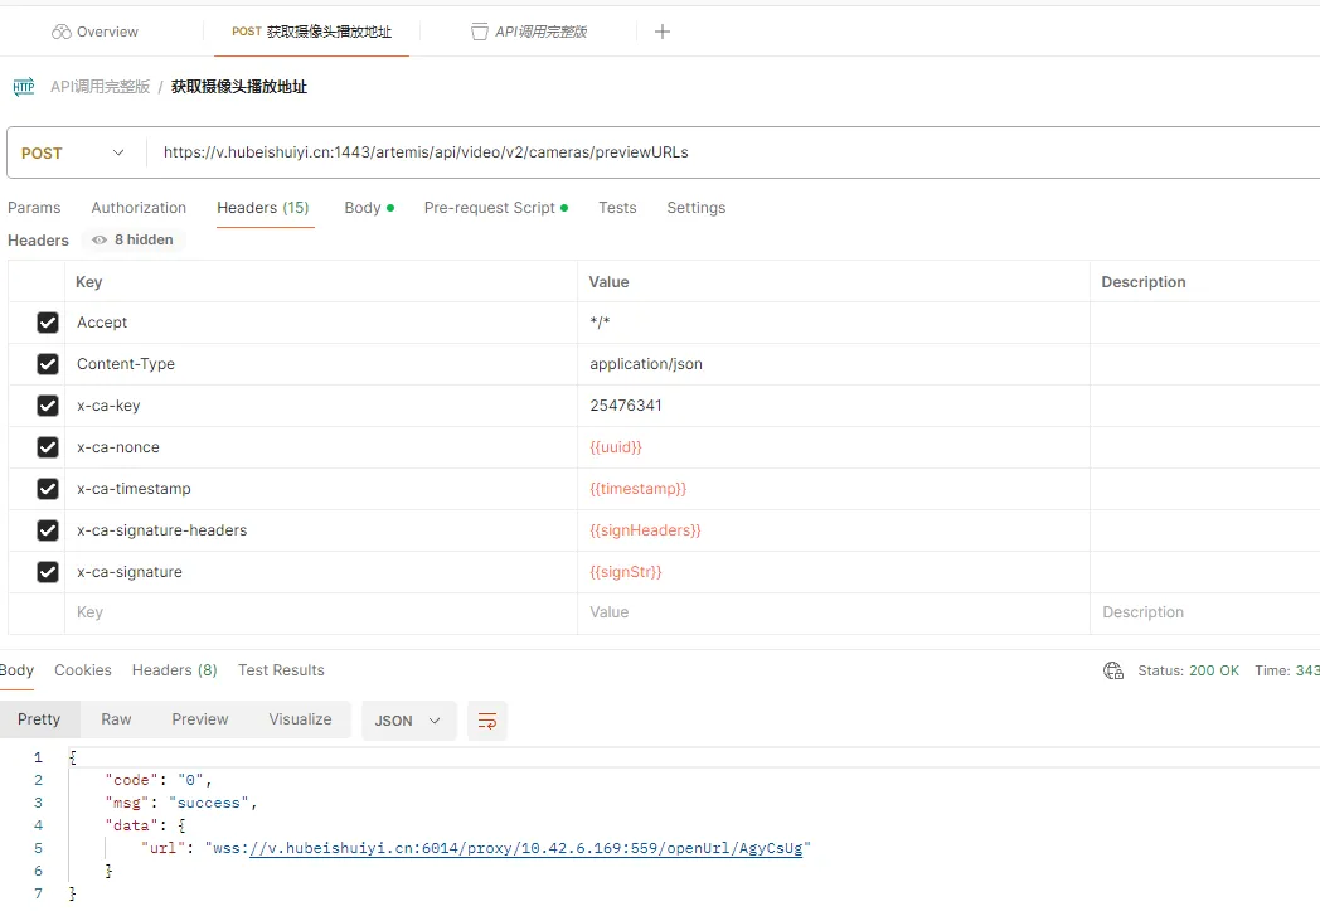 Overview
POST 获取摄像头播放地址
API调用完整版
HTTP API调用完整版 / 获取摄像头播放地址
POST https://v.hubeishuiyi.cn:1443/artemis/api/video/v2/cameras/previewURLs
Params Authorization Headers (15) Body Pre-request Script Tests Settings
Headers 8 hidden
Key Value Description
Accept */*
Content-Type application/json
x-ca-key 25476341
x-ca-nonce {{uuid}}
x-ca-timestamp {{timestamp}}
x-ca-signature-headers {{signHeaders}}
x-ca-signature {{signStr}}
Key Value Description
Body Cookies Headers (8) Test Results Status: 200 OK Time: 343
Pretty Raw Preview Visualize JSON
1 {
2 "code": "0",
3 "msg": "success",
4 "data": {
5 "url": "wss://v.hubeishuiyi.cn:6014/proxy/10.42.6.169:559/openUrl/AgyCsUg"
6 }
7 }